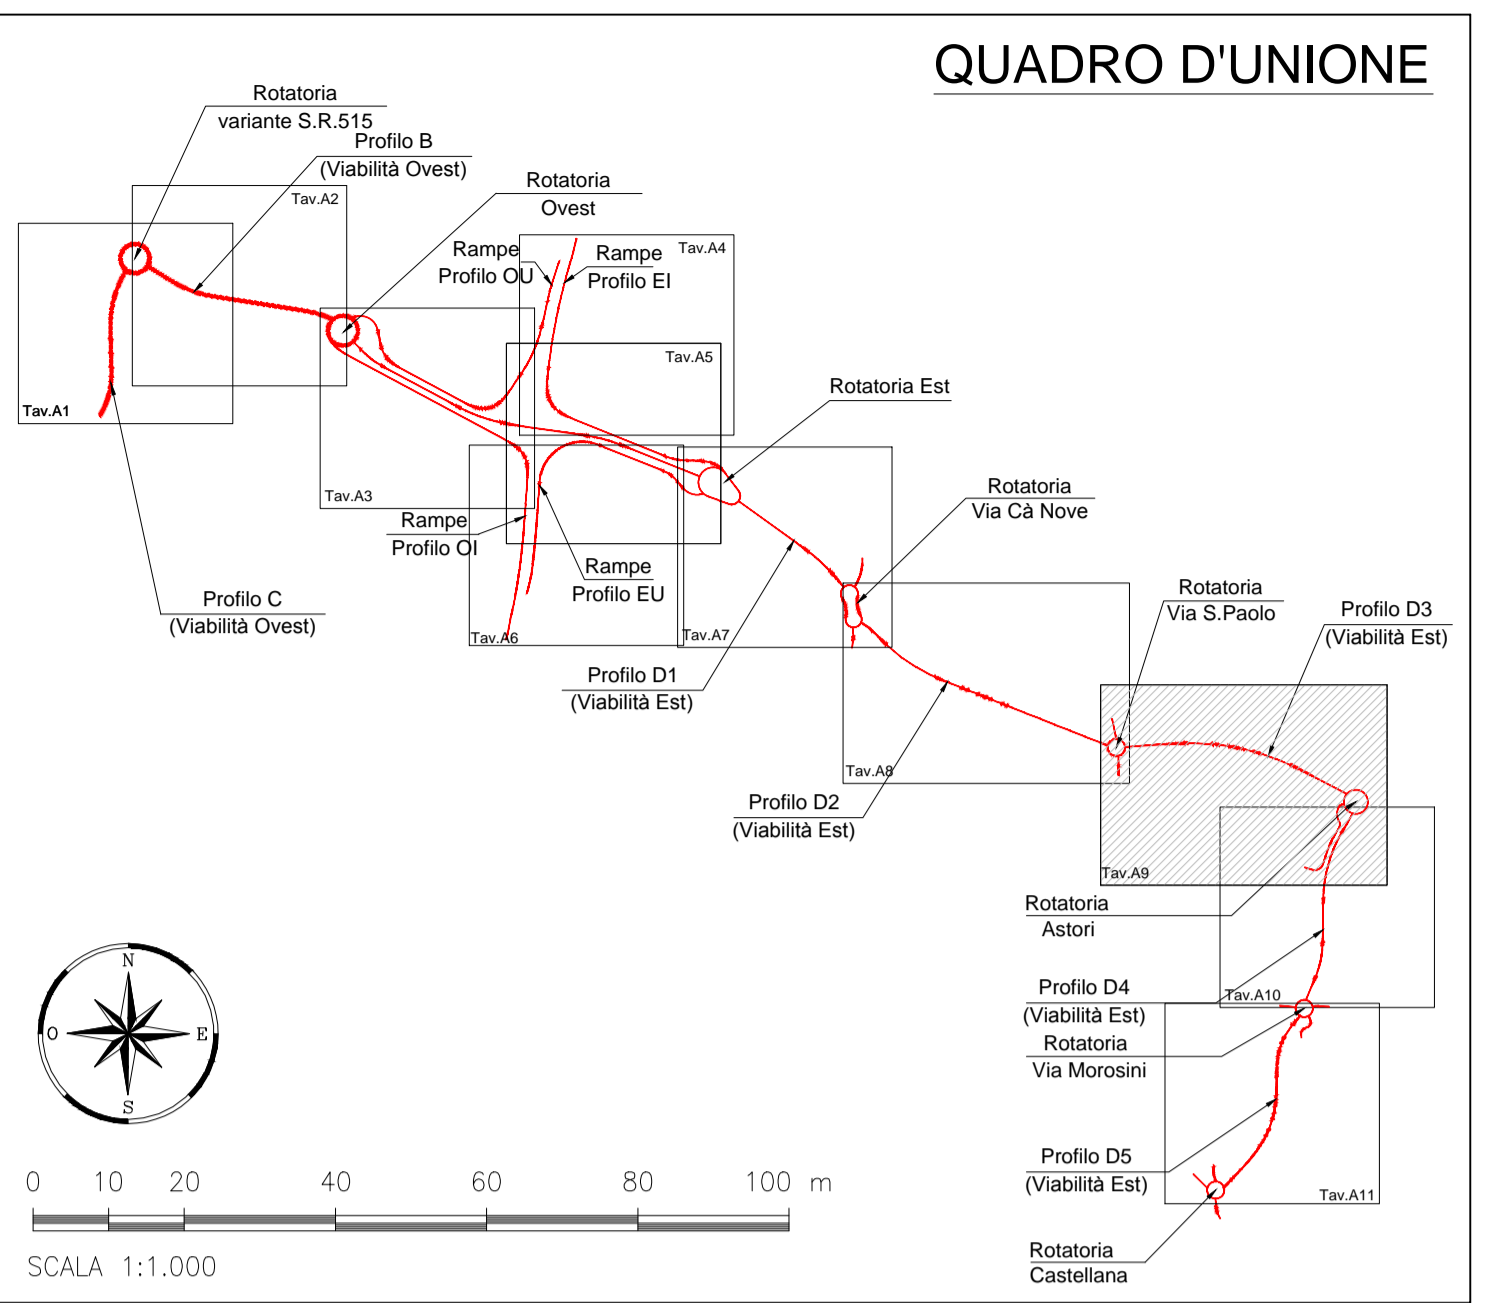 QUADRO D'UNIONE
Rotatoria
variante S.R.515
Profilo B
(Viabilità Ovest)
Tav.A2
Rotatoria
Ovest
Rampe
Profilo OU
Rampe
Profilo EI
Tav.A4
Tav.A5
Rotatoria Est
Tav.A1
Tav.A3
Rampe
Profilo OI
Rotatoria
Via Cà Nove
Rampe
Profilo EU
Profilo C
(Viabilità Ovest)
Tav.A6
Tav.A7
Rotatoria
Via S.Paolo
Profilo D3
(Viabilità Est)
Profilo D1
(Viabilità Est)
Tav.A8
Profilo D2
(Viabilità Est)
Tav.A9
Rotatoria
Astori
Profilo D4
(Viabilità Est)
Tav.A10
Rotatoria
Via Morosini
Profilo D5
(Viabilità Est)
Tav.A11
Rotatoria
Castellana
N
O
E
S
0 10 20 40 60 80 100 m
SCALA 1:1.000